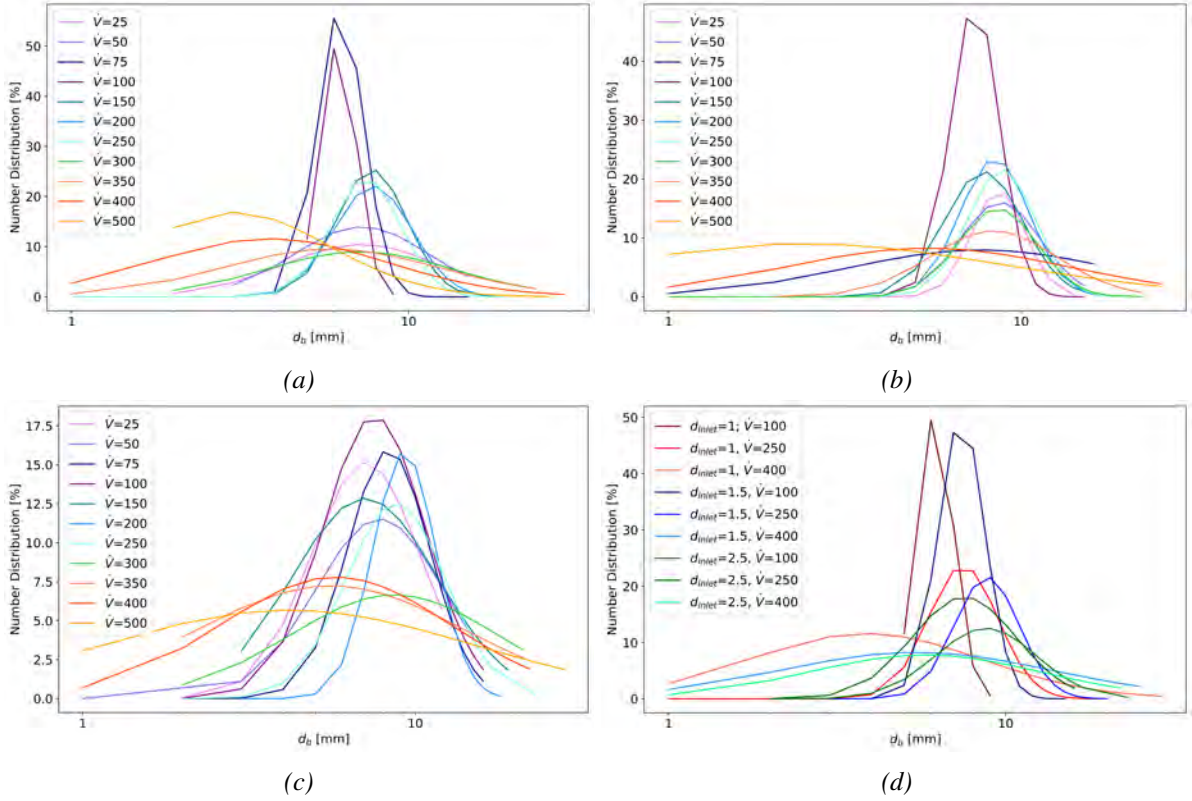 V̇=25
V̇=50
V̇=75
V̇=100
V̇=150
V̇=200
V̇=250
V̇=300
V̇=350
V̇=400
V̇=500
Number Distribution [%]
50
40
30
20
10
0
1
10
d_b [mm]
(a)
V̇=25
V̇=50
V̇=75
V̇=100
V̇=150
V̇=200
V̇=250
V̇=300
V̇=350
V̇=400
V̇=500
Number Distribution [%]
40
30
20
10
0
1
10
d_b [mm]
(b)
V̇=25
V̇=50
V̇=75
V̇=100
V̇=150
V̇=200
V̇=250
V̇=300
V̇=350
V̇=400
V̇=500
Number Distribution [%]
17.5
15.0
12.5
10.0
7.5
5.0
2.5
0.0
1
10
d_b [mm]
(c)
d_inlet=1; V̇=100
d_inlet=1, V̇=250
d_inlet=1, V̇=400
d_inlet=1.5, V̇=100
d_inlet=1.5, V̇=250
d_inlet=1.5, V̇=400
d_inlet=2.5, V̇=100
d_inlet=2.5, V̇=250
d_inlet=2.5, V̇=400
Number Distribution [%]
50
40
30
20
10
0
1
10
d_b [mm]
(d)